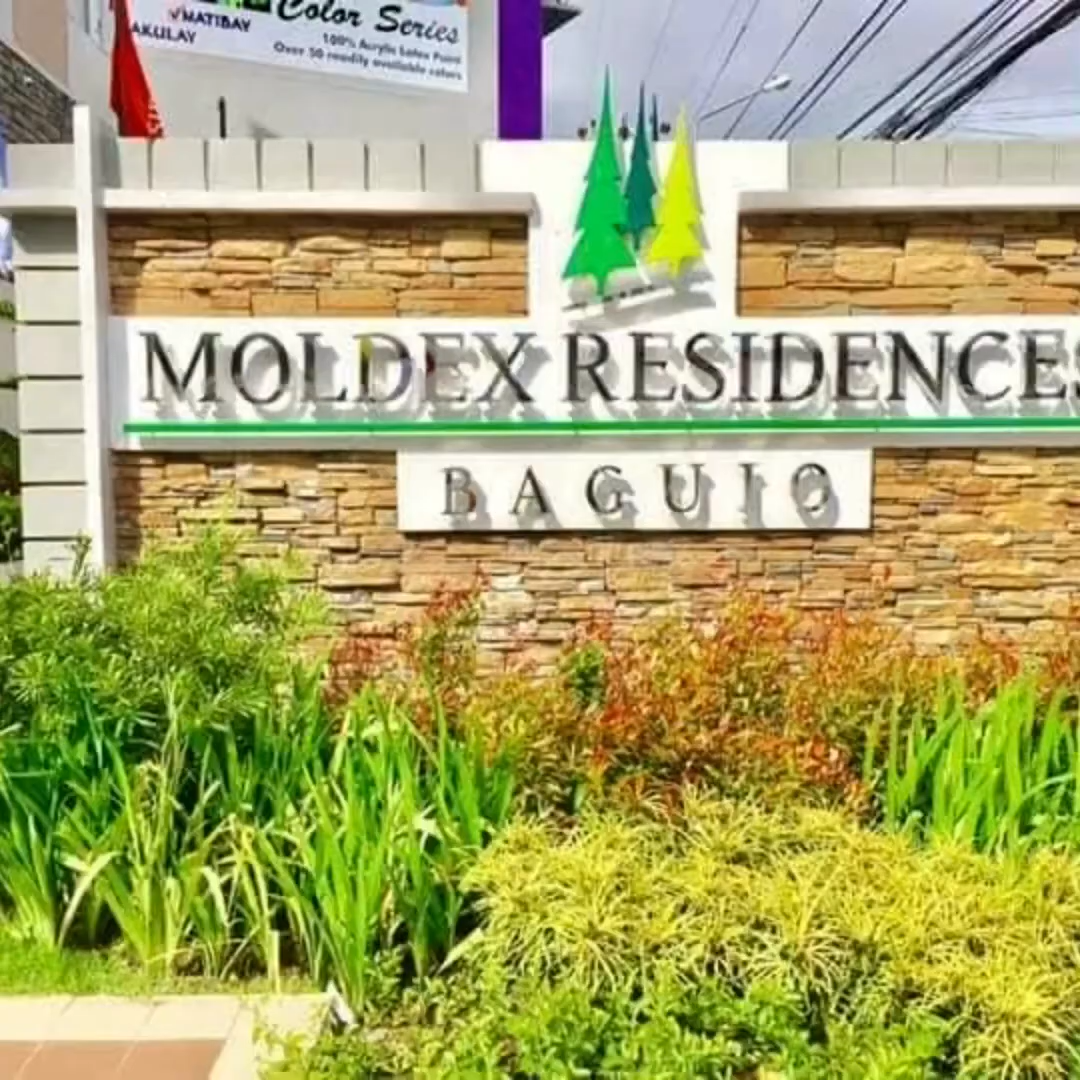 Color Series
✓MATIBAY
AKULAY
100% Acrylic Latex Paint
Over 50 readily available colors
MOLDEX RESIDENCES
BAGUIO